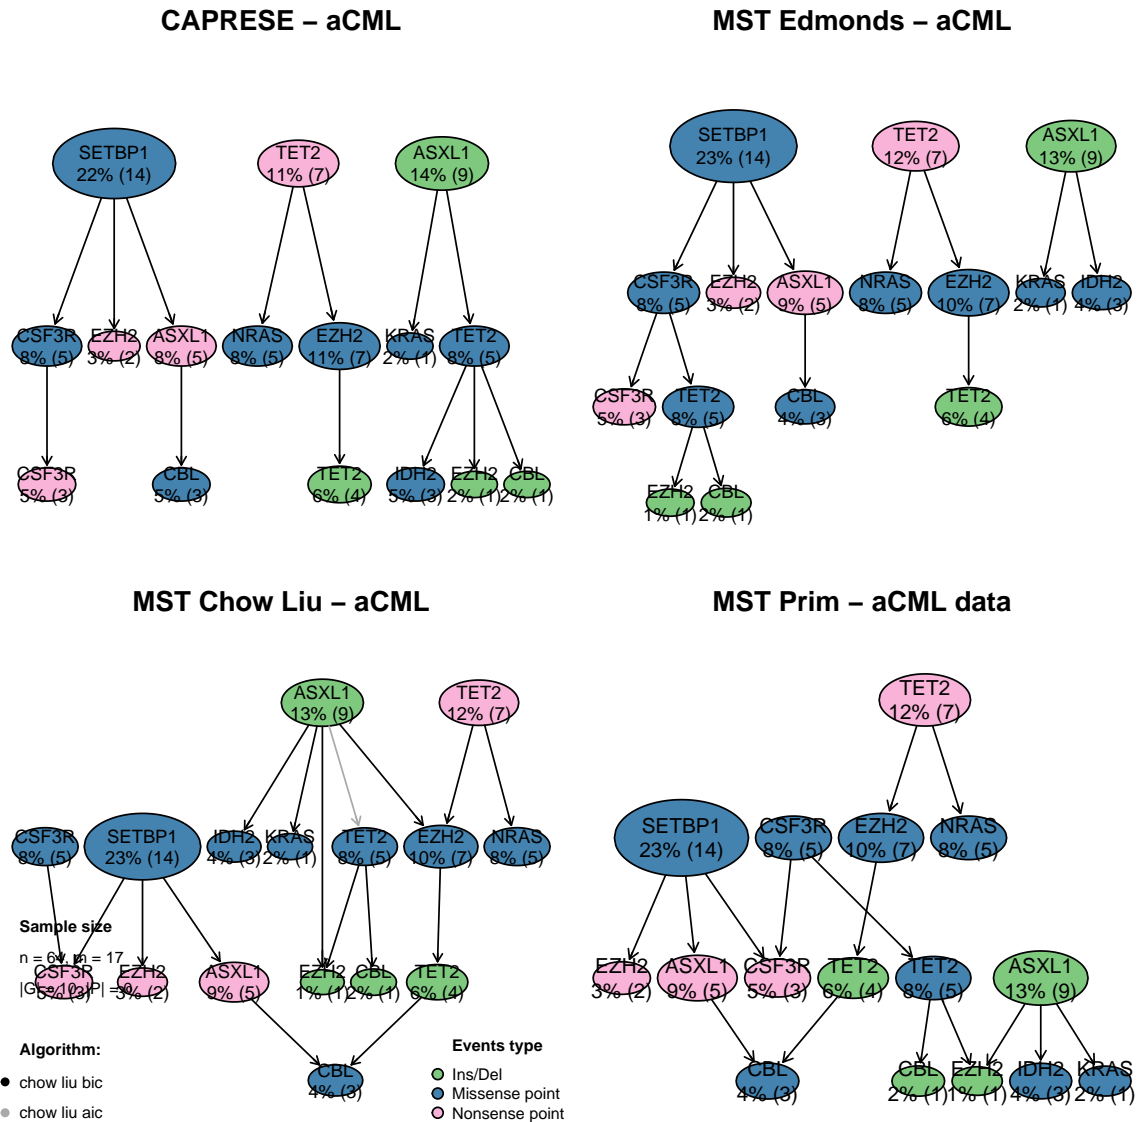 CAPRESE – aCML
SETBP1
22% (14)
TET2
11% (7)
ASXL1
14% (9)
CSF3R
8% (5)
EZH2
3% (2)
ASXL1
8% (5)
NRAS
8% (5)
EZH2
11% (7)
KRAS
2% (1)
TET2
8% (5)
CSF3R
5% (3)
CBL
5% (3)
TET2
6% (4)
IDH2
5% (3)
EZH2
2% (1)
CBL
2% (1)
MST Edmonds – aCML
SETBP1
23% (14)
TET2
12% (7)
ASXL1
13% (9)
CSF3R
8% (5)
EZH2
3% (2)
ASXL1
9% (5)
NRAS
8% (5)
EZH2
10% (7)
KRAS
2% (1)
IDH2
4% (3)
CSF3R
5% (3)
TET2
8% (5)
CBL
4% (3)
TET2
6% (4)
EZH2
1% (1)
CBL
2% (1)
MST Chow Liu – aCML
ASXL1
13% (9)
TET2
12% (7)
CSF3R
8% (5)
SETBP1
23% (14)
IDH2
4% (3)
KRAS
2% (1)
TET2
8% (5)
EZH2
10% (7)
NRAS
8% (5)
Sample size
n = 64, m = 17
|G| = 10, |P| = 0
CSF3R
5% (3)
EZH2
3% (2)
ASXL1
9% (5)
EZH2
1% (1)
CBL
2% (1)
TET2
6% (4)
CBL
4% (3)
Algorithm:
chow liu bic
chow liu aic
Events type
Ins/Del
Missense point
Nonsense point
MST Prim – aCML data
TET2
12% (7)
SETBP1
23% (14)
CSF3R
8% (5)
EZH2
10% (7)
NRAS
8% (5)
EZH2
3% (2)
ASXL1
9% (5)
CSF3R
5% (3)
TET2
6% (4)
TET2
8% (5)
ASXL1
13% (9)
CBL
4% (3)
CBL
2% (1)
EZH2
1% (1)
IDH2
4% (3)
KRAS
2% (1)